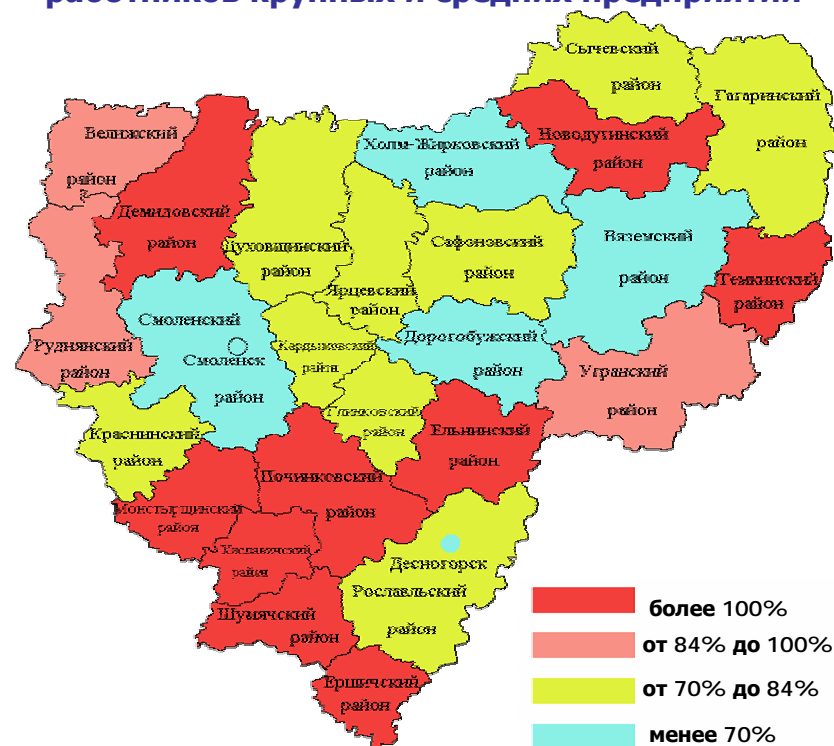 работников крупных и средних предприятий
Сычевский
район
Гагаринский
район
Велижский
район
Холм-Жирковский
район
Новодугинский
район
Демидовский
район
Духовщинский
район
Сафоновский
район
Вяземский
район
Ярцевский
район
Темкинский
район
Смоленский
Смоленск
район
Руднянский
район
Кардымовский
район
Дорогобужский
район
Угранский
район
Глинковский
район
Краснинский
район
Ельнинский
район
Починковский
район
Монстырщинский
район
Хиславичский
район
Десногорск
Рославльский
район
Шумячский
район
Ершичский
район
более 100%
от 84% до 100%
от 70% до 84%
менее 70%